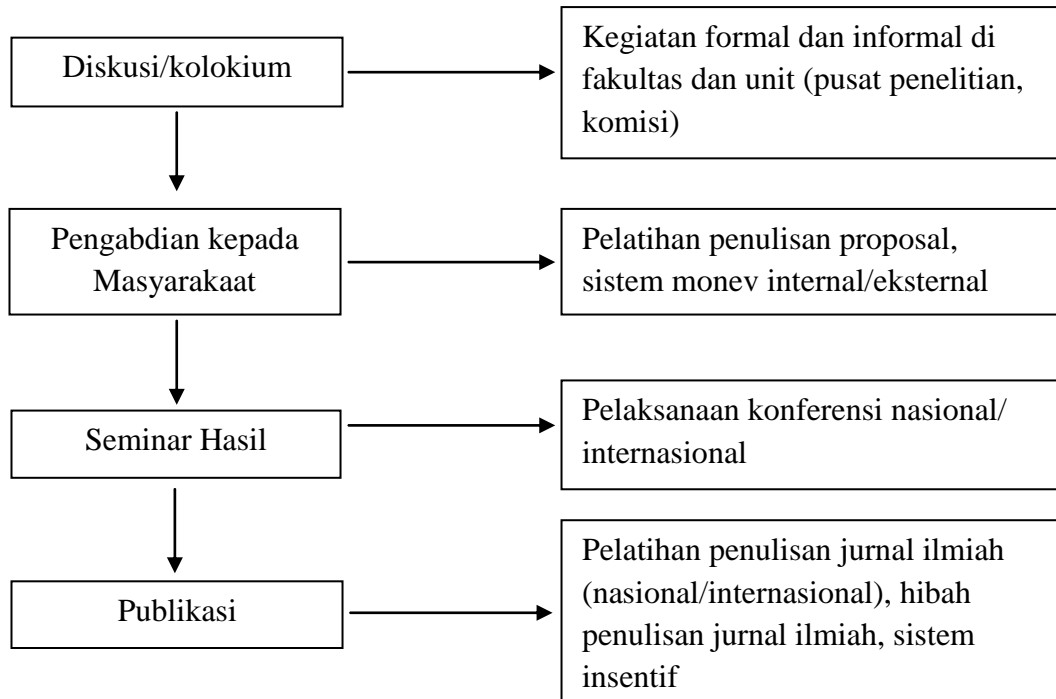 Diskusi/kolokium
Kegiatan formal dan informal di
fakultas dan unit (pusat penelitian,
komisi)
Pengabdian kepada
Masyarakaat
Pelatihan penulisan proposal,
sistem monev internal/eksternal
Seminar Hasil
Pelaksanaan konferensi nasional/
internasional
Publikasi
Pelatihan penulisan jurnal ilmiah
(nasional/internasional), hibah
penulisan jurnal ilmiah, sistem
insentif